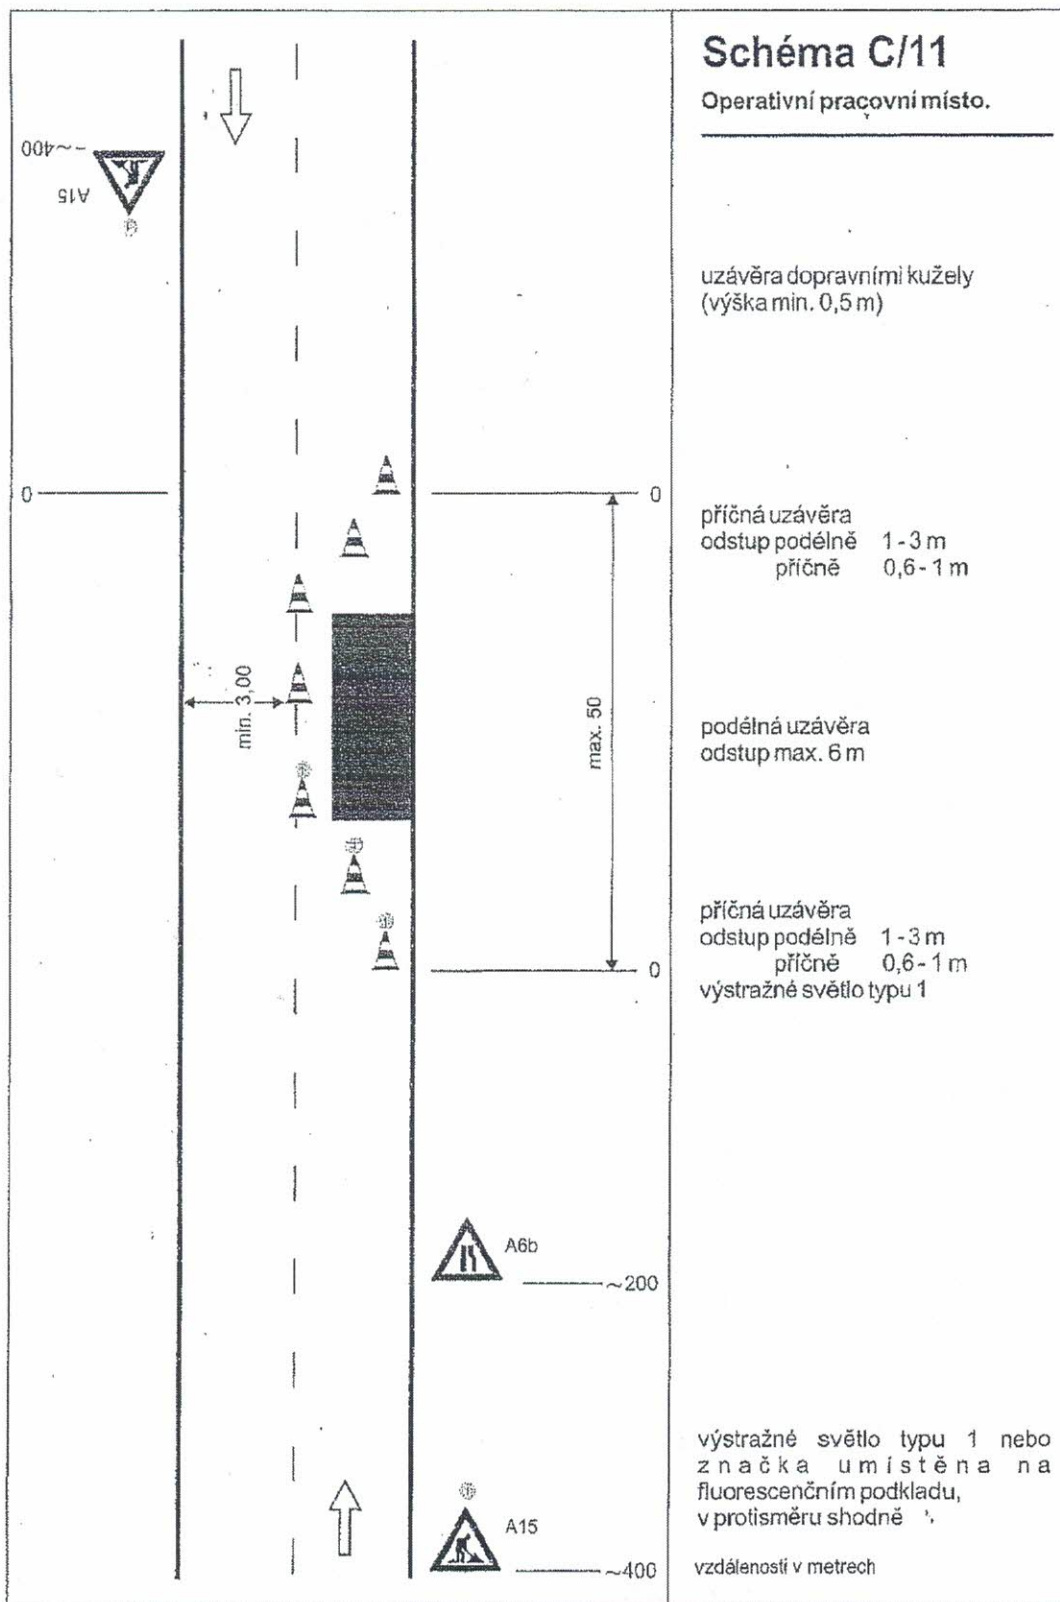 Schéma C/11
Operativní pracovní místo.
~400
A15
uzávěra dopravními kužely
(výška min. 0,5 m)
0
0
příčná uzávěra
odstup podélně 1-3 m
příčně 0,6-1 m
min. 3,00
max. 50
podélná uzávěra
odstup max. 6 m
příčná uzávěra
odstup podélně 1-3 m
příčně 0,6-1 m
výstražné světlo typu 1
0
A6b
~200
výstražné světlo typu 1 nebo
značka umístěna na
fluorescenčním podkladu,
v protisměru shodně
A15
~400
vzdálenosti v metrech